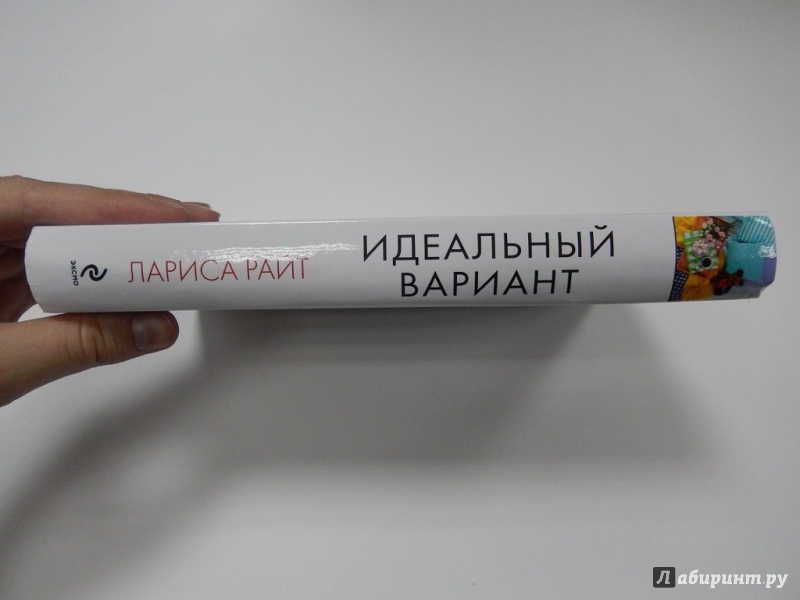 ЭКСМО
ЛАРИСА РАЙТ
ИДЕАЛЬНЫЙ
ВАРИАНТ
Лабиринт.ру